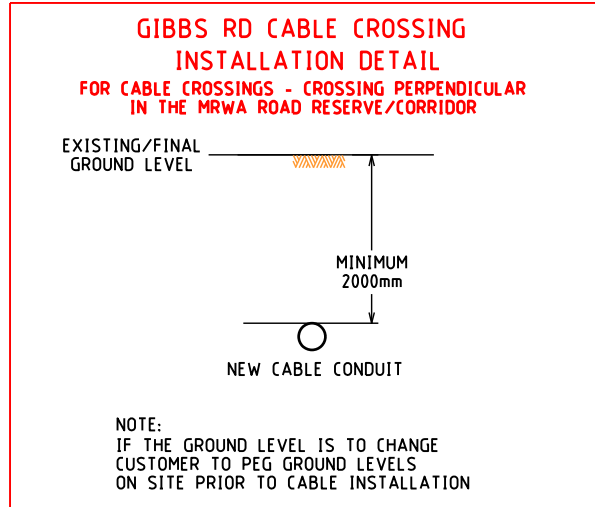 GIBBS RD CABLE CROSSING
INSTALLATION DETAIL
FOR CABLE CROSSINGS - CROSSING PERPENDICULAR
IN THE MRWA ROAD RESERVE/CORRIDOR
EXISTING/FINAL
GROUND LEVEL
MINIMUM
2000mm
NEW CABLE CONDUIT
NOTE:
IF THE GROUND LEVEL IS TO CHANGE
CUSTOMER TO PEG GROUND LEVELS
ON SITE PRIOR TO CABLE INSTALLATION